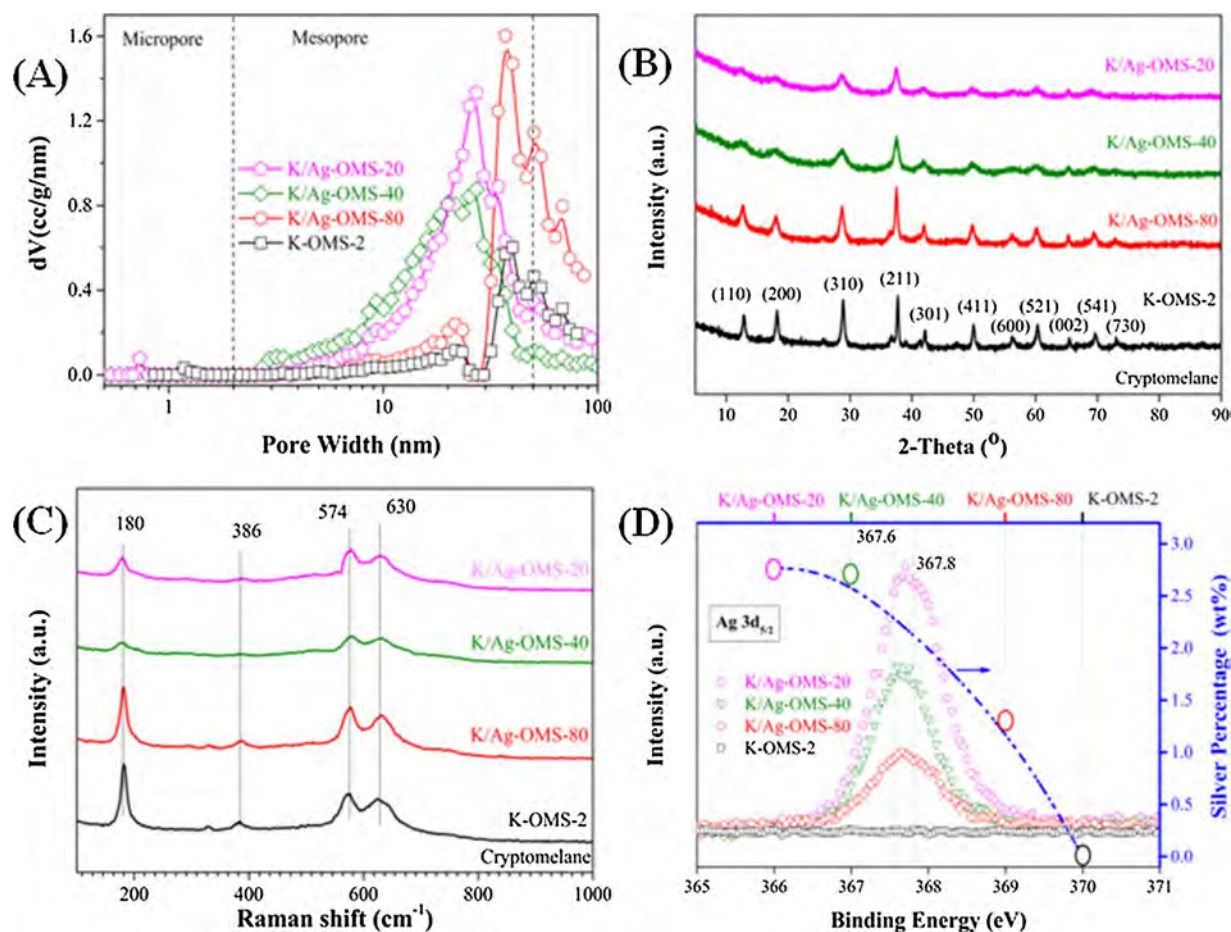 (A)
Micropore
Mesopore
K/Ag-OMS-20
K/Ag-OMS-40
K/Ag-OMS-80
K-OMS-2
dV(cc/g/nm)
1.6
1.2
0.8
0.4
0.0
1
10
100
Pore Width (nm)
(B)
K/Ag-OMS-20
K/Ag-OMS-40
K/Ag-OMS-80
K-OMS-2
(110)
(200)
(310)
(211)
(301)
(411)
(600)
(521)
(002)
(541)
(730)
Cryptomelane
Intensity (a.u.)
10 20 30 40 50 60 70 80 90
2-Theta (O)
(C)
180
386
574
630
K/Ag-OMS-20
K/Ag-OMS-40
K/Ag-OMS-80
K-OMS-2
Cryptomelane
Intensity (a.u.)
200 400 600 800 1000
Raman shift (cm-1)
K/Ag-OMS-20 K/Ag-OMS-40 K/Ag-OMS-80 K-OMS-2
(D)
367.6
367.8
Ag 3d5/2
K/Ag-OMS-20
K/Ag-OMS-40
K/Ag-OMS-80
K-OMS-2
Intensity (a.u.)
3.0
2.5
2.0
1.5
1.0
0.5
0.0
Silver Percentage (wt%)
365 366 367 368 369 370 371
Binding Energy (eV)